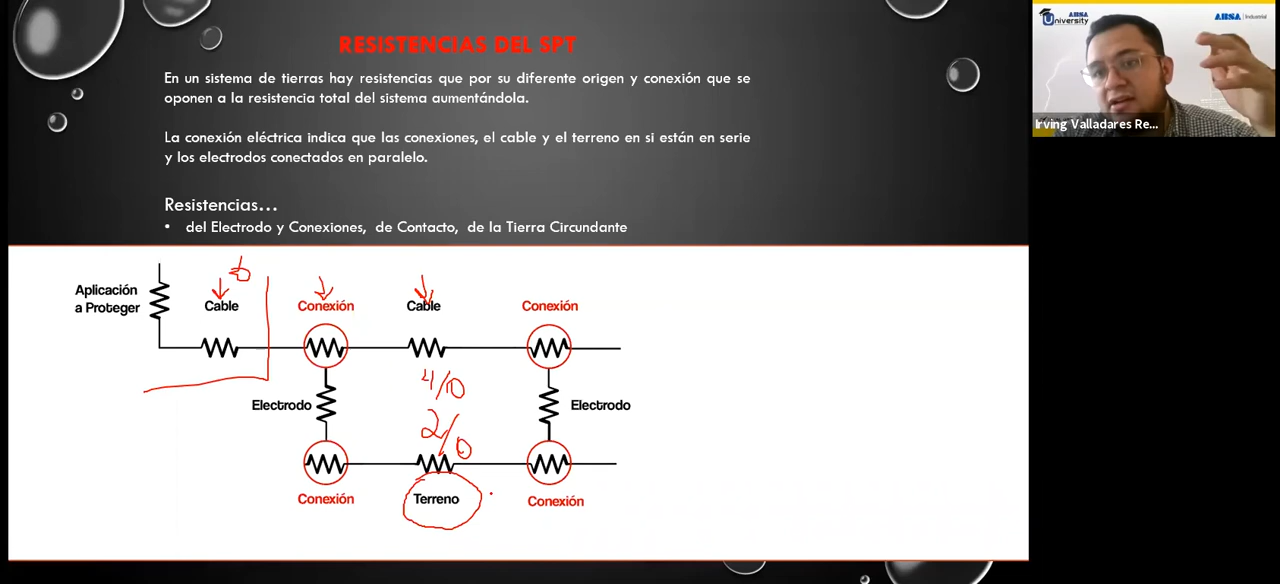 RESISTENCIAS DEL SPT
En un sistema de tierras hay resistencias que por su diferente origen y conexión que se
oponen a la resistencia total del sistema aumentándola.
La conexión eléctrica indica que las conexiones, el cable y el terreno en si están en serie
y los electrodos conectados en paralelo.
Resistencias...
• del Electrodo y Conexiones, de Contacto, de la Tierra Circundante
Aplicación
a Proteger
Cable
Conexión
Cable
Conexión
4/0
2/0
Electrodo
Electrodo
Conexión
Terreno
Conexión
ABSA
University
ABSA | Industrial
Irving Valladares Re...